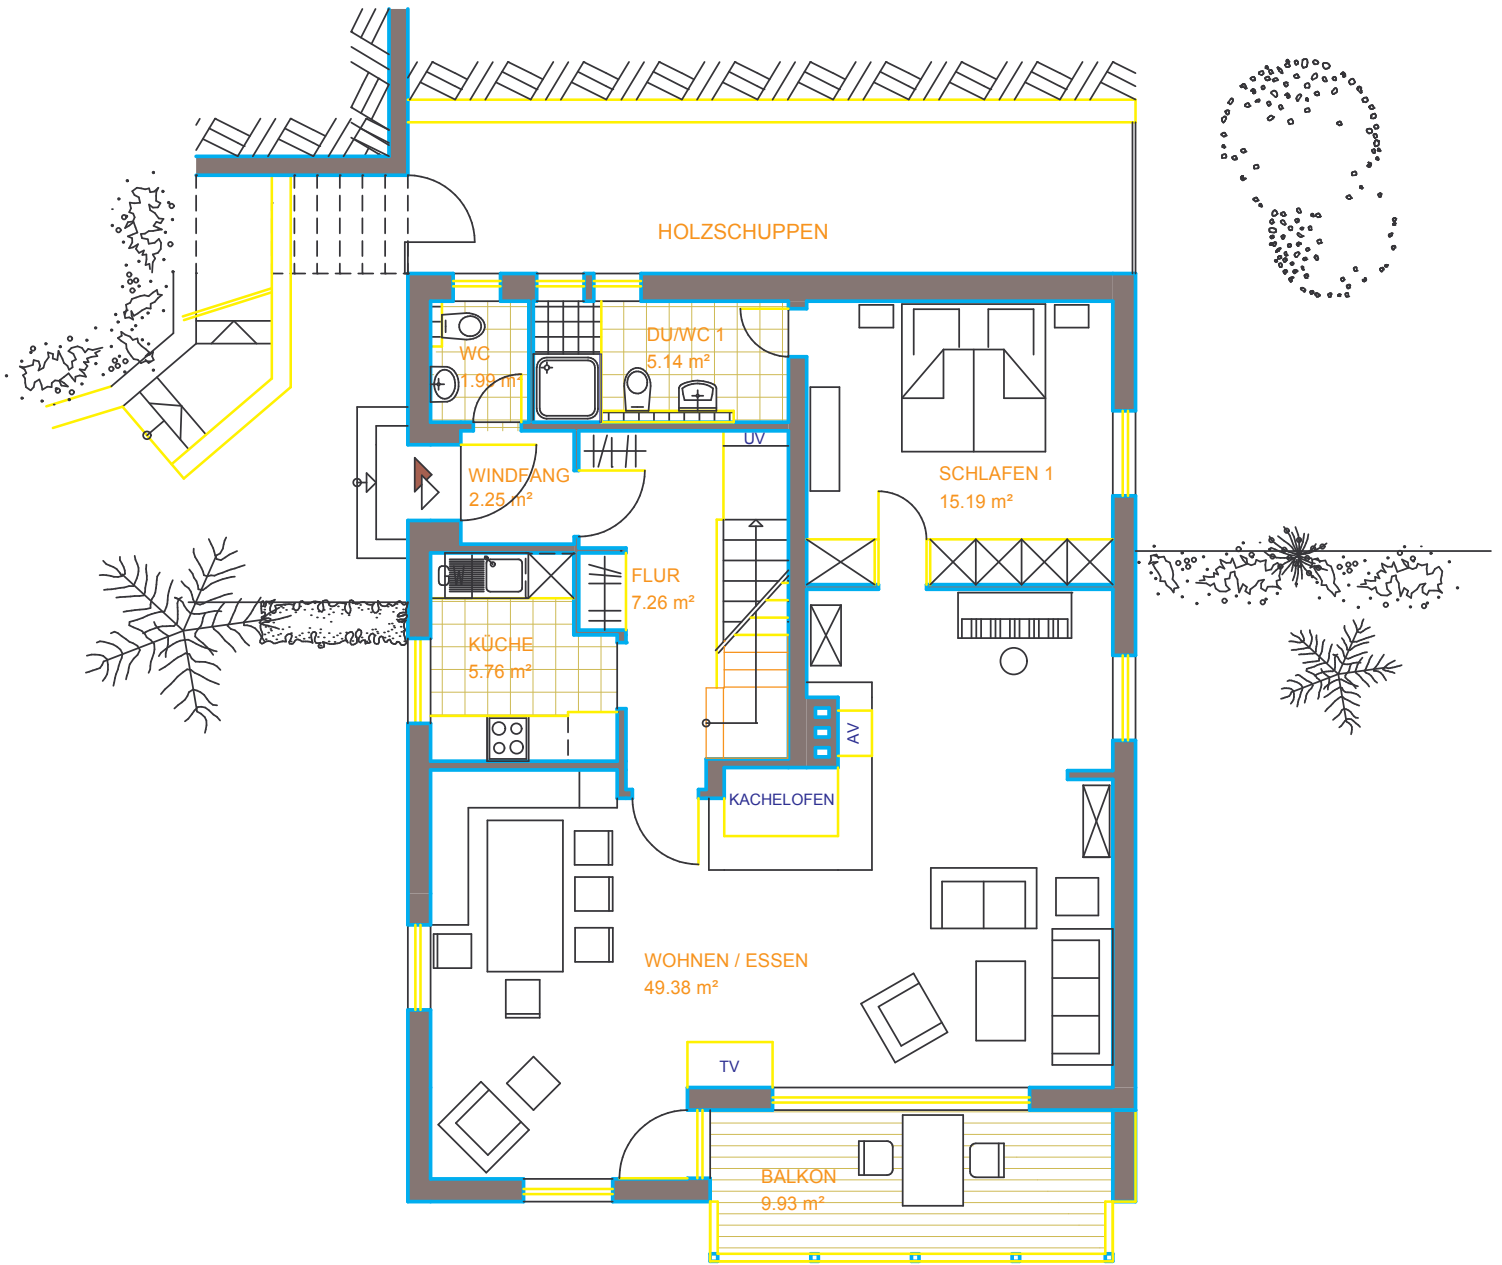 HOLZSCHUPPEN
WC
1.99 m²
DU/WC 1
5.14 m²
UV
WINDFANG
2.25 m²
SCHLAFEN 1
15.19 m²
FLUR
7.26 m²
GW
KÜCHE
5.76 m²
AV
KACHELOFEN
WOHNEN / ESSEN
49.38 m²
TV
BALKON
9.93 m²